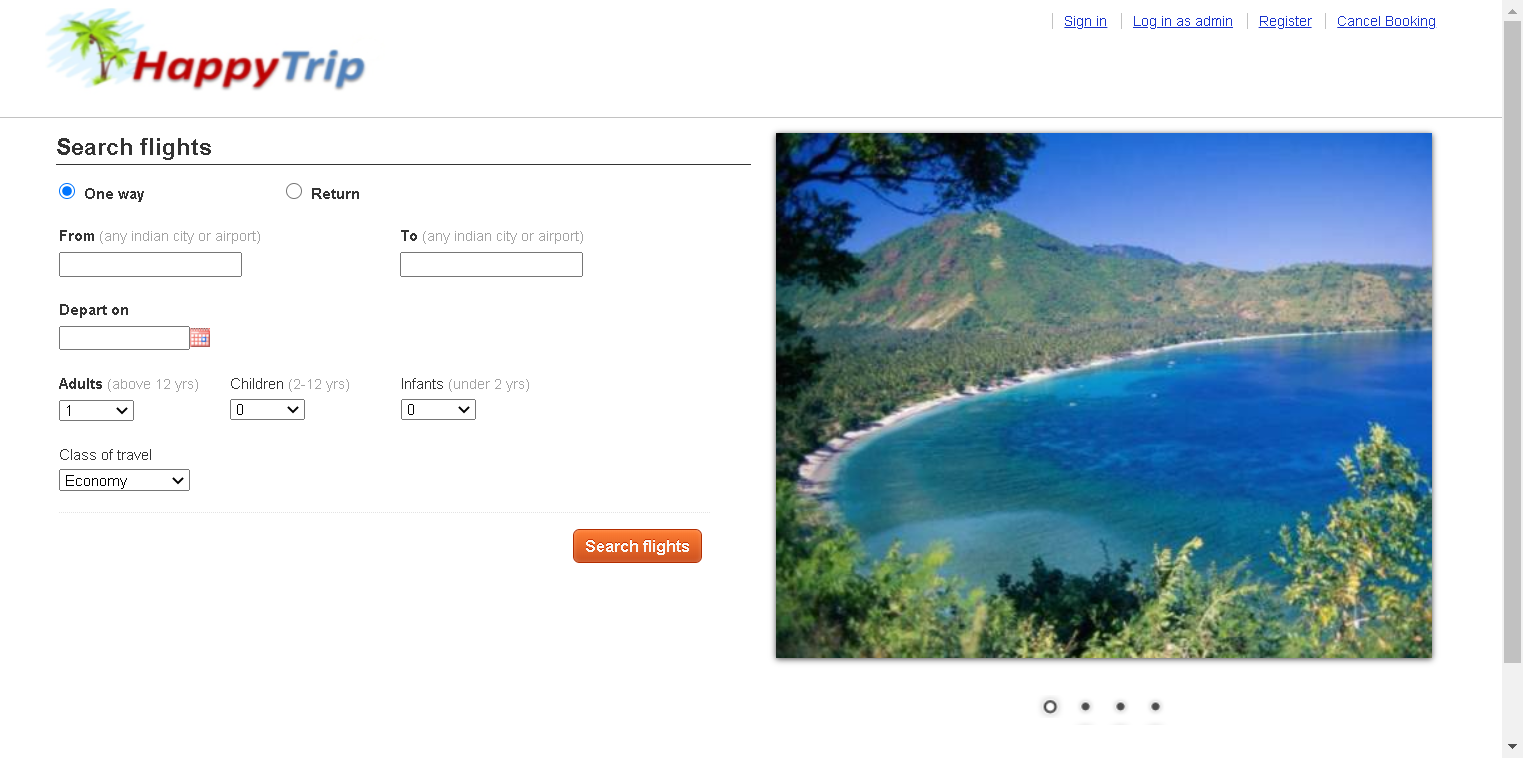 HappyTrip
Sign in Log in as admin Register Cancel Booking
Search flights
One way Return
From (any indian city or airport) To (any indian city or airport)
Depart on
Adults (above 12 yrs) Children (2-12 yrs) Infants (under 2 yrs)
1 0 0
Class of travel
Economy
Search flights